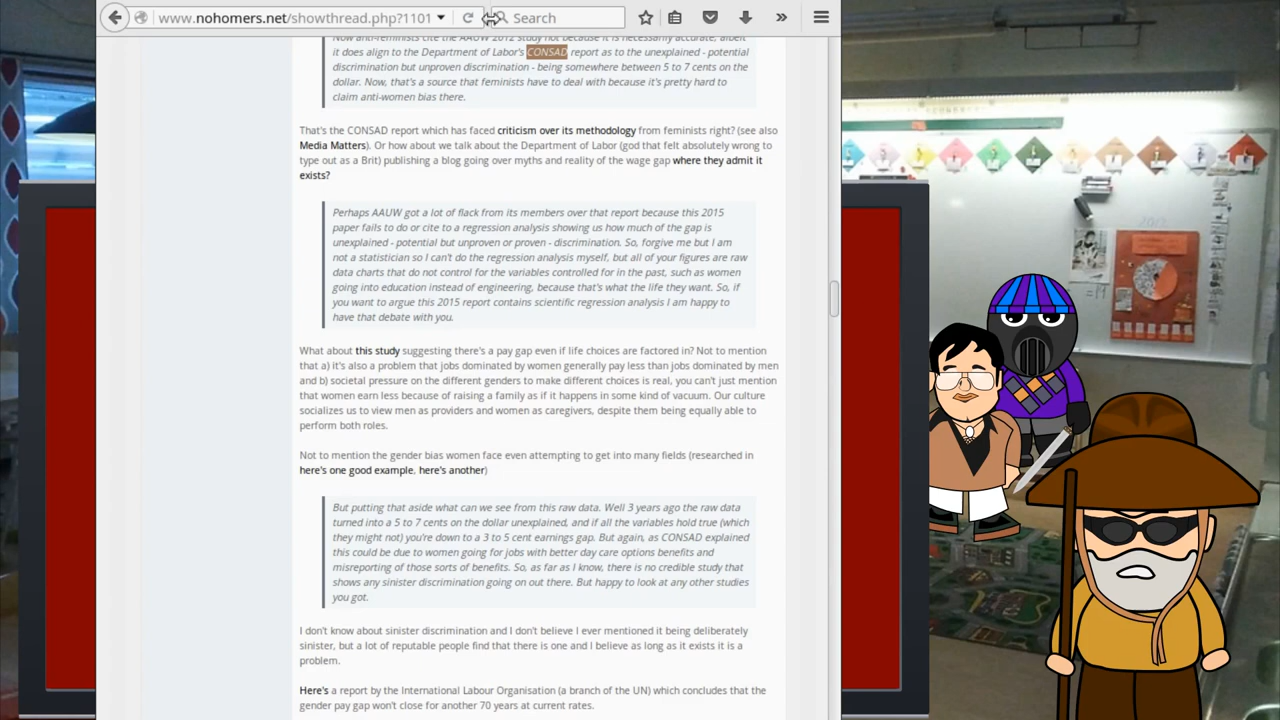 www.nohomers.net/showthread.php?1101
Search
Now anti-feminists cite the AAUW 2012 study not because it is necessarily accurate, albeit
it does align to the Department of Labor's CONSAD report as to the unexplained - potential
discrimination but unproven discrimination - being somewhere between 5 to 7 cents on the
dollar. Now, that's a source that feminists have to deal with because it's pretty hard to
claim anti-women bias there.
That's the CONSAD report which has faced criticism over its methodology from feminists right? (see also
Media Matters). Or how about we talk about the Department of Labor (god that felt absolutely wrong to
type out as a Brit) publishing a blog going over myths and reality of the wage gap where they admit it
exists?
Perhaps AAUW got a lot of flack from its members over that report because this 2015
paper fails to do or cite to a regression analysis showing us how much of the gap is
unexplained - potential but unproven or proven - discrimination. So, forgive me but I am
not a statistician so I can't do the regression analysis myself, but all of your figures are raw
data charts that do not control for the variables controlled for in the past, such as women
going into education instead of engineering, because that's what the life they want. So, if
you want to argue this 2015 report contains scientific regression analysis I am happy to
have that debate with you.
What about this study suggesting there's a pay gap even if life choices are factored in? Not to mention
that a) it's also a problem that jobs dominated by women generally pay less than jobs dominated by men
and b) societal pressure on the different genders to make different choices is real, you can't just mention
that women earn less because of raising a family as if it happens in some kind of vacuum. Our culture
socializes us to view men as providers and women as caregivers, despite them being equally able to
perform both roles.
Not to mention the gender bias women face even attempting to get into many fields (researched in
here's one good example, here's another)
But putting that aside what can we see from this raw data. Well 3 years ago the raw data
turned into a 5 to 7 cents on the dollar unexplained, and if all the variables hold true (which
they might not) you're down to a 3 to 5 cent earnings gap. But again, as CONSAD explained
this could be due to women going for jobs with better day care options benefits and
misreporting of those sorts of benefits. So, as far as I know, there is no credible study that
shows any sinister discrimination going on out there. But happy to look at any other studies
you got.
I don't know about sinister discrimination and I don't believe I ever mentioned it being deliberately
sinister, but a lot of reputable people find that there is one and I believe as long as it exists it is a
problem.
Here's a report by the International Labour Organisation (a branch of the UN) which concludes that the
gender pay gap won't close for another 70 years at current rates.